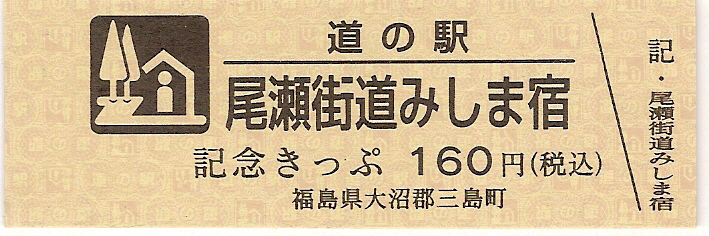 道の駅
尾瀬街道みしま宿
記念きっぷ 160円(税込)
福島県大沼郡三島町
記・尾瀬街道みしま宿